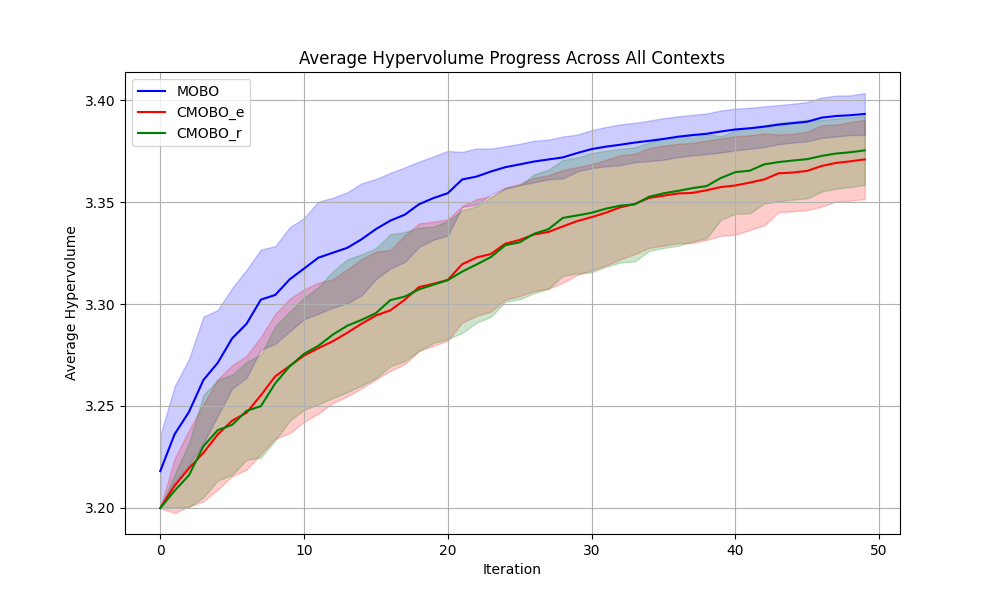 Average Hypervolume Progress Across All Contexts
MOBO
CMOBO_e
CMOBO_r
3.40
3.35
3.30
3.25
3.20
Average Hypervolume
0 10 20 30 40 50
Iteration